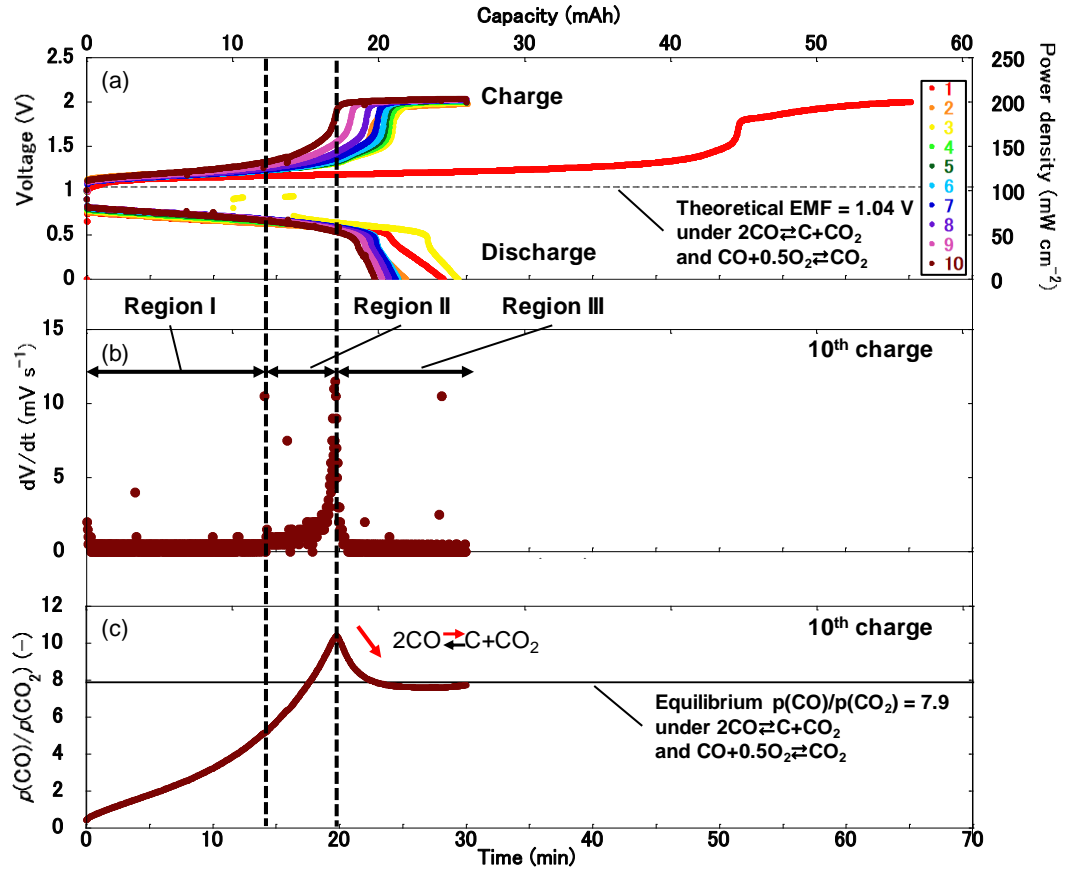 Capacity (mAh)
0 10 20 30 40 50 60
(a)
Voltage (V)
2.5
2
1.5
1
0.5
0
Charge
Discharge
Theoretical EMF = 1.04 V
under 2CO⇄C+CO₂
and CO+0.5O₂⇄CO₂
1
2
3
4
5
6
7
8
9
10
250
200
150
100
50
0
Power density (mW cm⁻²)
Region I
Region II
Region III
(b)
10th charge
dV/dt (mV s⁻¹)
15
10
5
0
(c)
10th charge
p(CO)/p(CO₂) (−)
12
10
8
6
4
2
0
2CO⇄C+CO₂
Equilibrium p(CO)/p(CO₂) = 7.9
under 2CO⇄C+CO₂
and CO+0.5O₂⇄CO₂
0 10 20 30 40 50 60 70
Time (min)